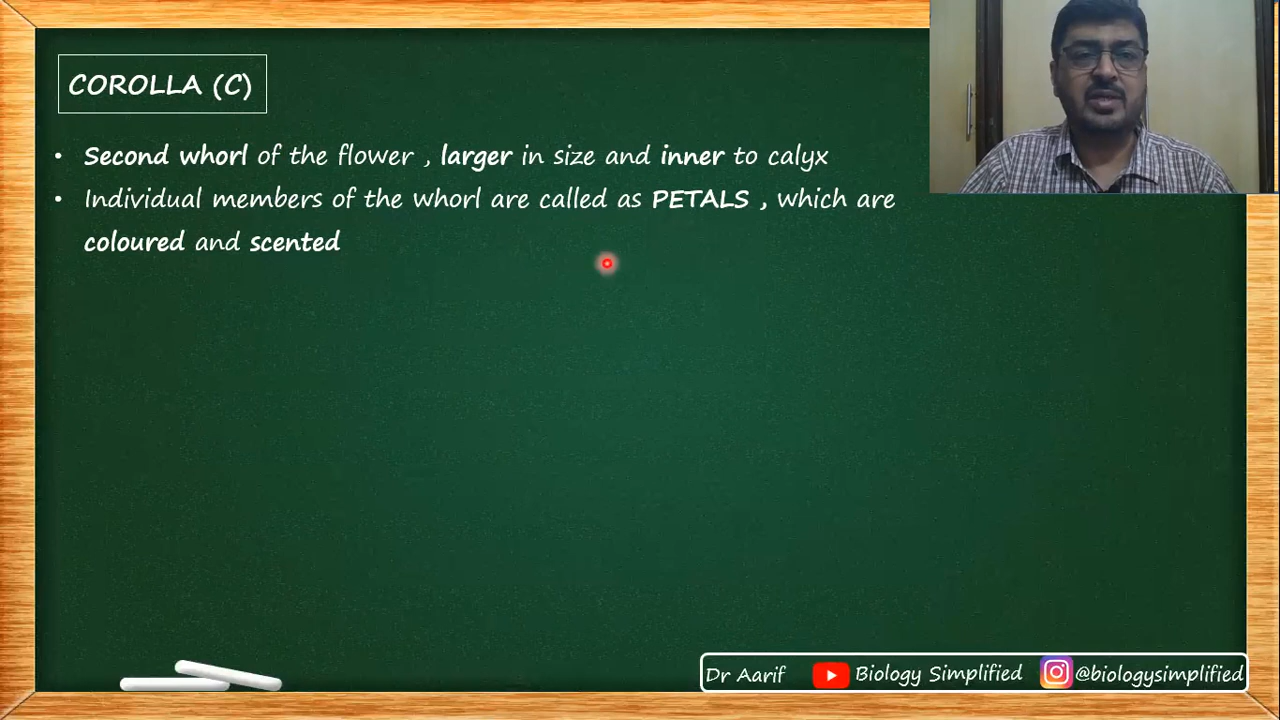 COROLLA (C)
• Second whorl of the flower , larger in size and inner to calyx
• Individual members of the whorl are called as PETALS , which are
coloured and scented
Dr Aarif Biology Simplified @biologysimplified